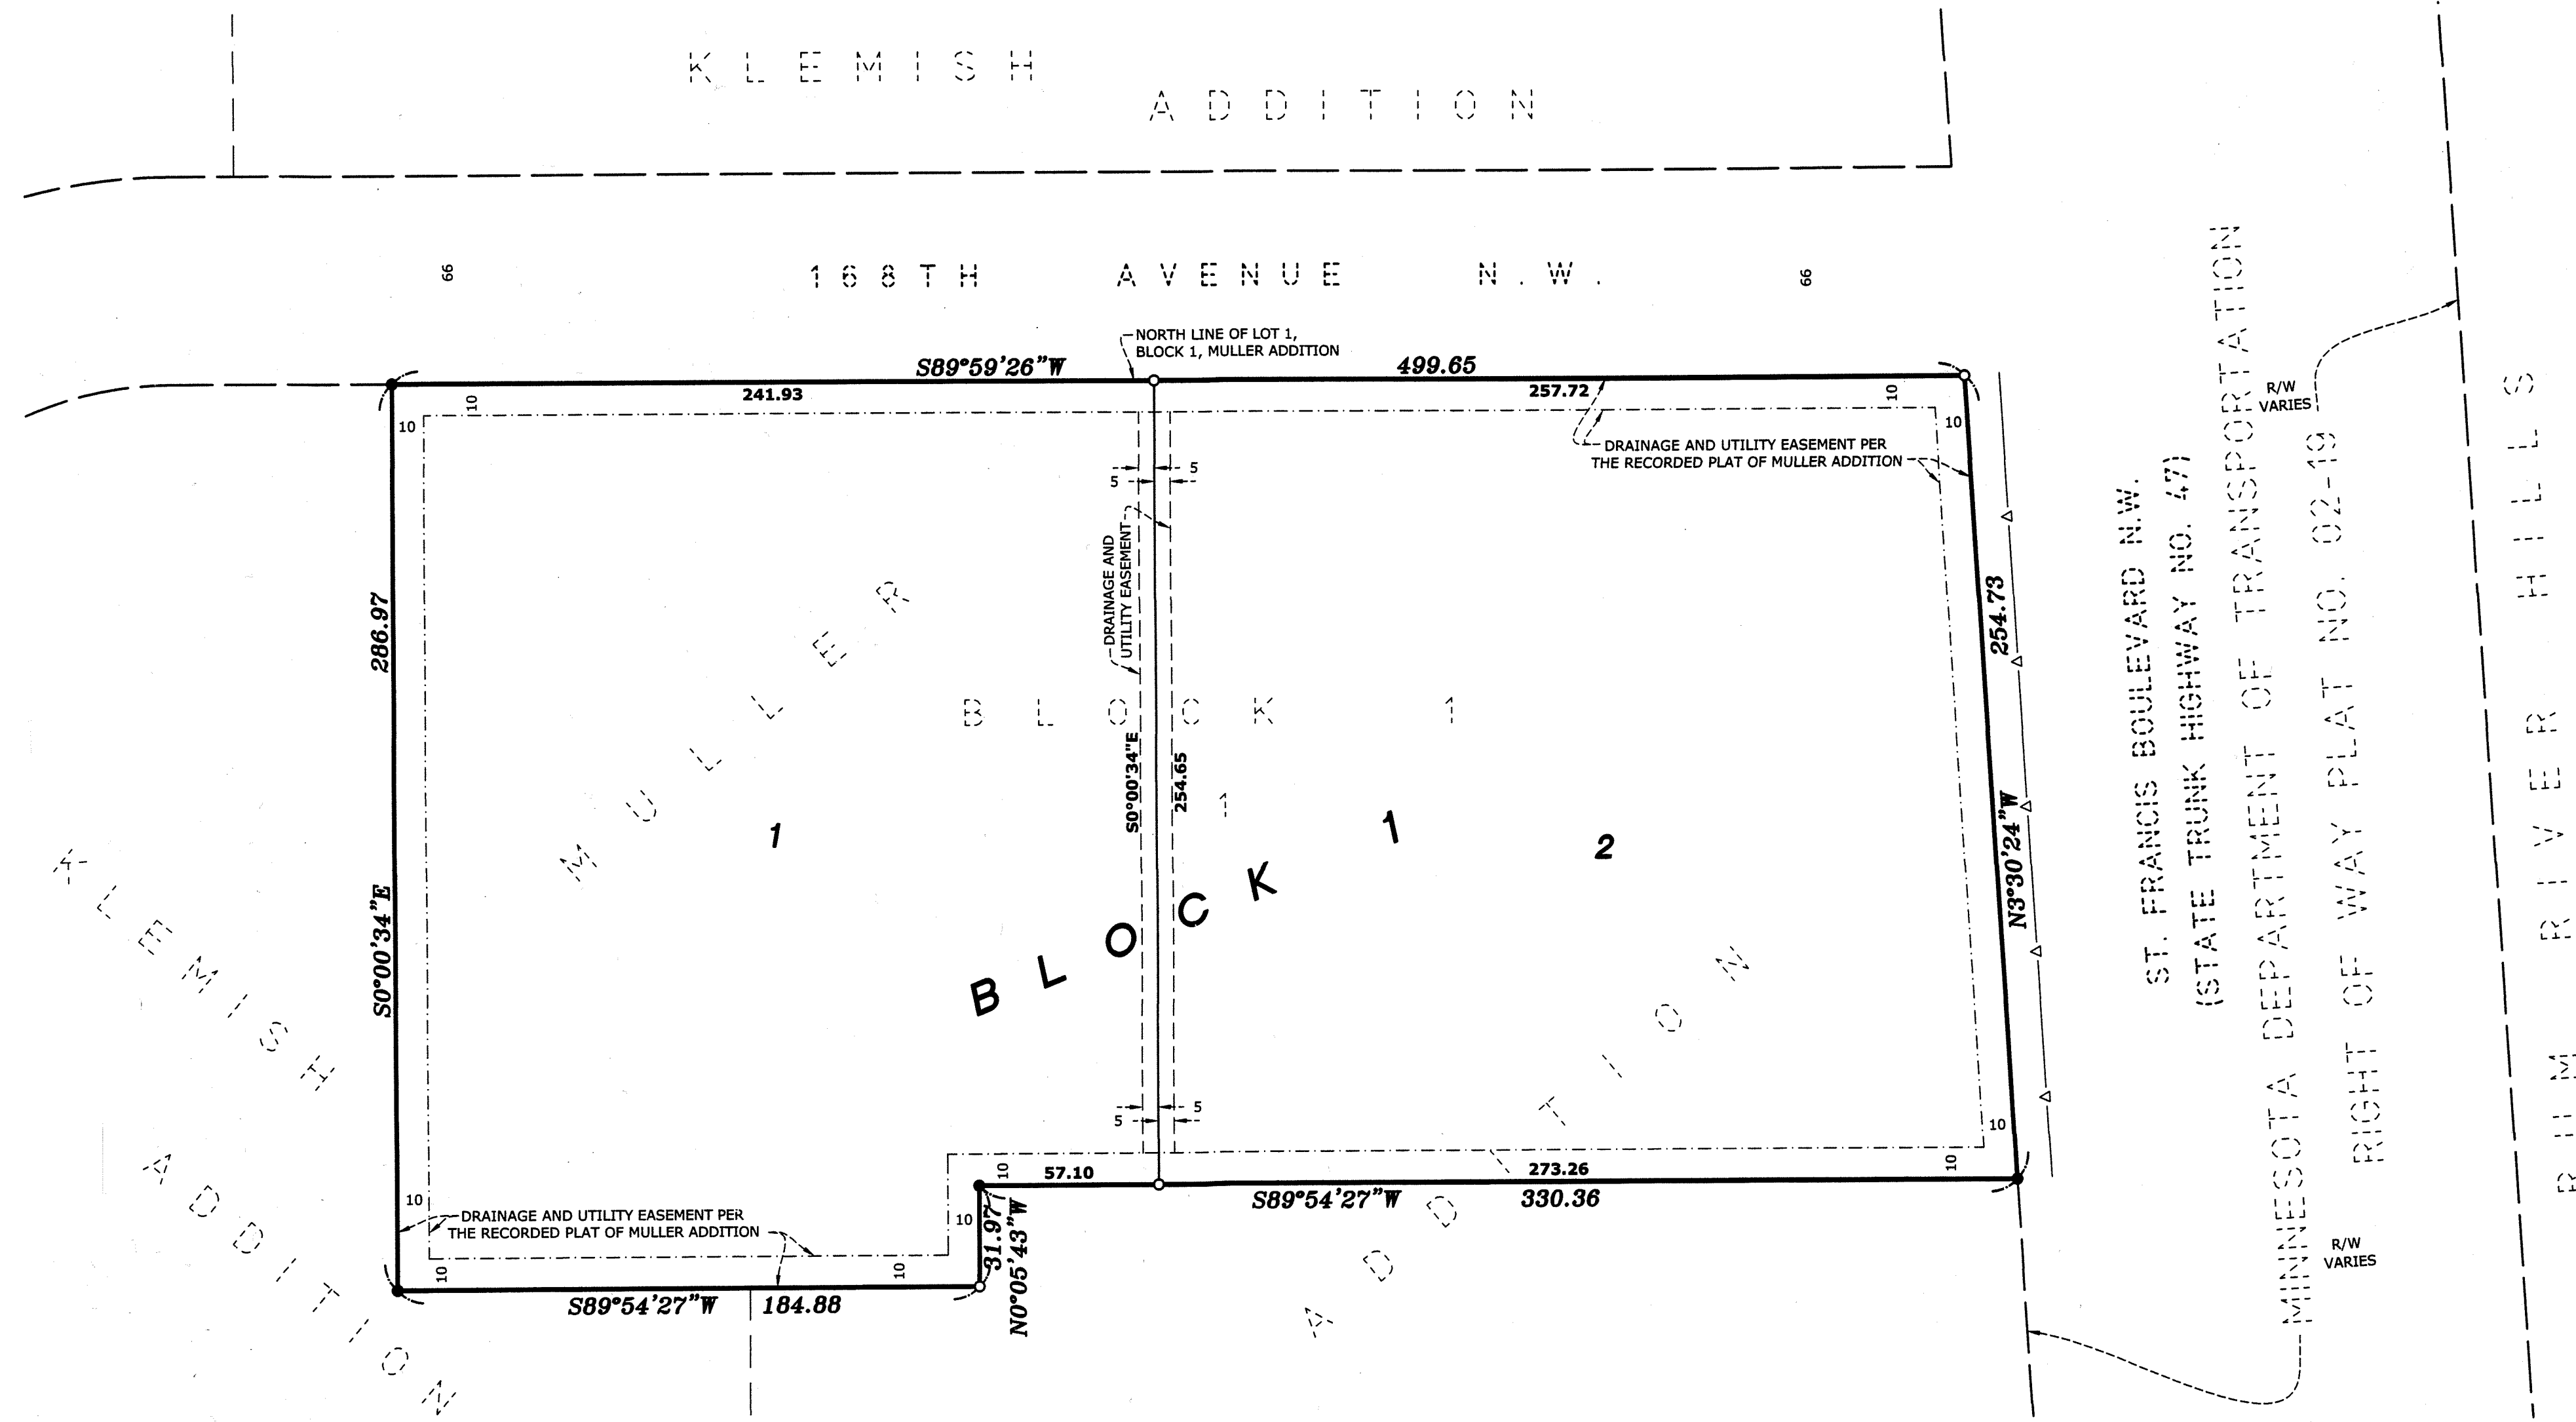 KLEMISH
ADDITION
66
168TH AVENUE N.W.
66
NORTH LINE OF LOT 1,
BLOCK 1, MULLER ADDITION
S89°59'26"W
499.65
241.93
257.72
10
10
10
10
DRAINAGE AND UTILITY EASEMENT PER
THE RECORDED PLAT OF MULLER ADDITION
5
5
DRAINAGE AND
UTILITY EASEMENT
R/W
VARIES
286.97
S0°00'34"E
254.73
N3°30'24"W
MULLER
ADDITION
BLOCK 1
1
S0°00'34"E
254.65
1
2
BLOCK 1
KLEMISH
ADDITION
ST. FRANCIS BOULEVARD N.W.
(STATE TRUNK HIGHWAY NO. 47)
MINNESOTA DEPARTMENT OF TRANSPORTATION
RIGHT OF WAY PLAT NO. 02-19
RUM RIVER HILLS
5
5
10
10
10
57.10
273.26
S89°54'27"W
330.36
10
DRAINAGE AND UTILITY EASEMENT PER
THE RECORDED PLAT OF MULLER ADDITION
10
31.97
N0°05'43"W
10
10
S89°54'27"W
184.88
R/W
VARIES